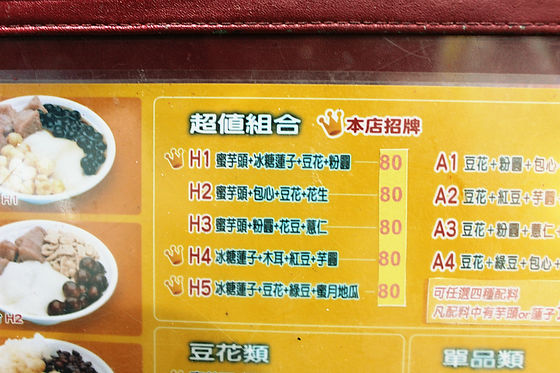 超值組合 本店招牌
H1 蜜芋頭+冰糖蓮子+豆花+粉圓 80
H2 蜜芋頭+包心+豆花+花生 80
H3 蜜芋頭+粉圓+花豆+薏仁 80
H4 冰糖蓮子+木耳+紅豆+芋圓 80
H5 冰糖蓮子+豆花+綠豆+蜜月地瓜 80
A1 豆花+粉圓+包心
A2 豆花+紅豆+芋圓
A3 豆花+粉圓+薏仁
A4 豆花+綠豆+包心+
可任選四種配料
凡配料中有芋頭or蓮子
豆花類
單品類
H1
H2